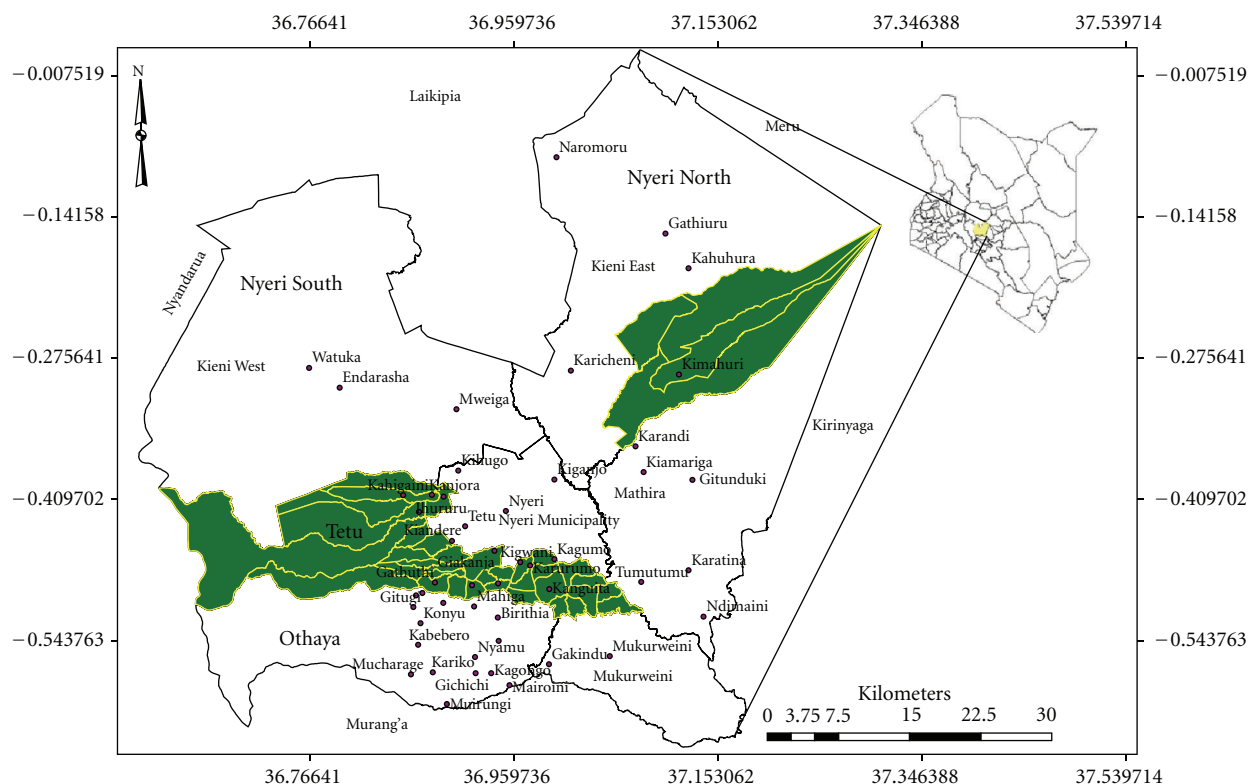 36.76641 36.959736 37.153062 37.346388 37.539714
−0.007519 −0.007519
N
Laikipia
Meru
Naromoru
Nyeri North
−0.14158 −0.14158
Gathiuru
Kahuhura
Kieni East
Nyandarua
Nyeri South
−0.275641 −0.275641
Watuka
Karicheni
Kieni West
Kimahuri
Endarasha
Mweiga
Kirinyaga
Karandi
Kihugo
Kiganjo
Kiamariga
Gitunduki
Kahigaini
Kanjora
Mathira
−0.409702 −0.409702
Nyeri
Ihururu
Tetu
Nyeri Municipality
Tetu
Kiandere
Kigwani
Kagumo
Giakanja
Karurumo
Karatina
Gathuthi
Tumutumu
Kanguita
Gitugi
Mahiga
Konyu
Birithia
Ndimaini
Othaya
Kabebero
−0.543763 −0.543763
Nyamu
Gakindu
Mukurweini
Mucharage
Kariko
Kagongo
Mukurweini
Gichichi
Mairoini
Muirungi
Murang'a
Kilometers
0 3.75 7.5 15 22.5 30
36.76641 36.959736 37.153062 37.346388 37.539714